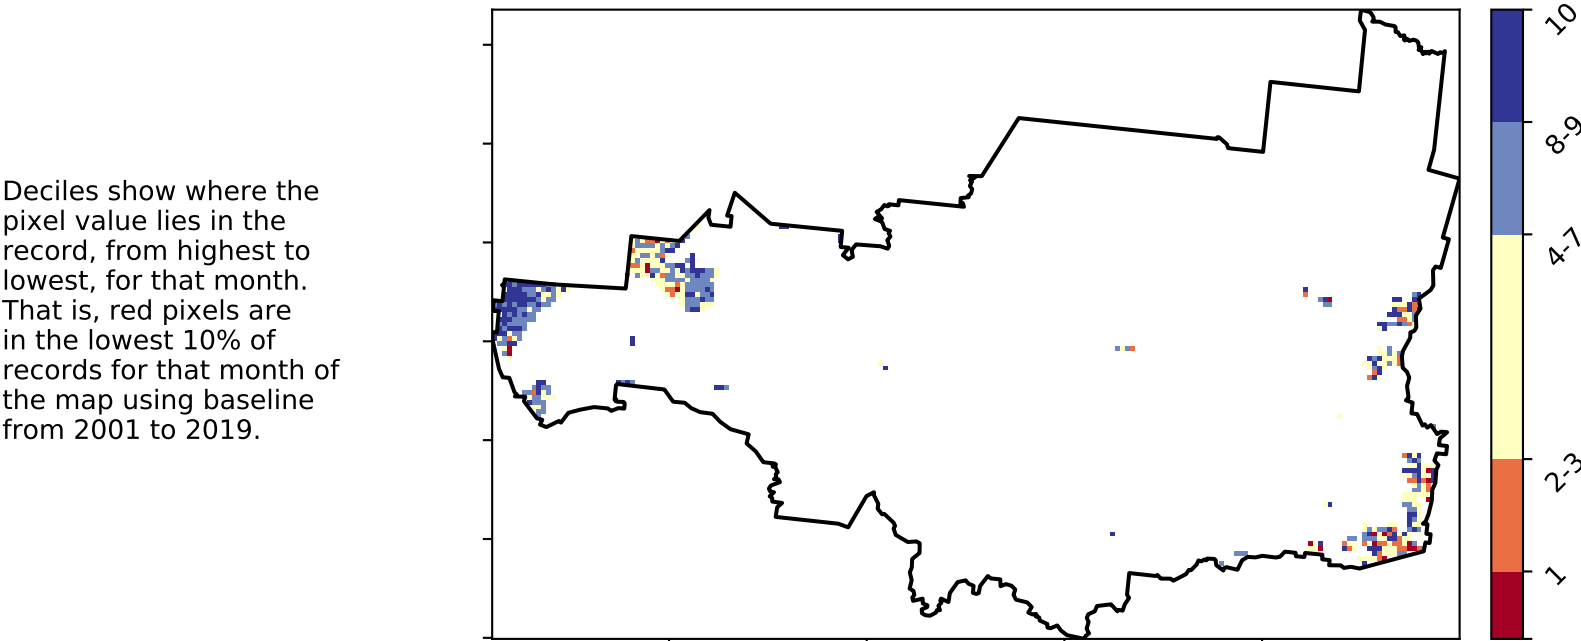 Deciles show where the
pixel value lies in the
record, from highest to
lowest, for that month.
That is, red pixels are
in the lowest 10% of
records for that month of
the map using baseline
from 2001 to 2019.
10
8-9
4-7
2-3
1